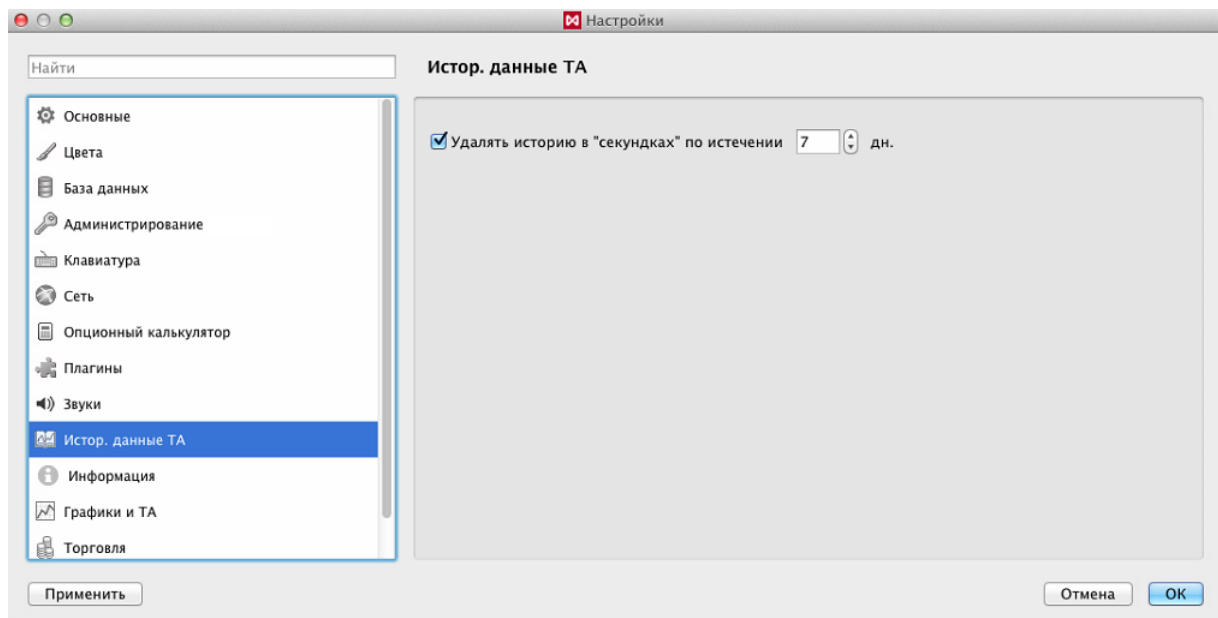 Настройки
Найти
Истор. данные ТА
Основные
Цвета
База данных
Администрирование
Клавиатура
Сеть
Опционный калькулятор
Плагины
Звуки
Истор. данные ТА
Информация
Графики и ТА
Торговля
Удалять историю в "секундках" по истечении 7 дн.
Применить
Отмена
OK